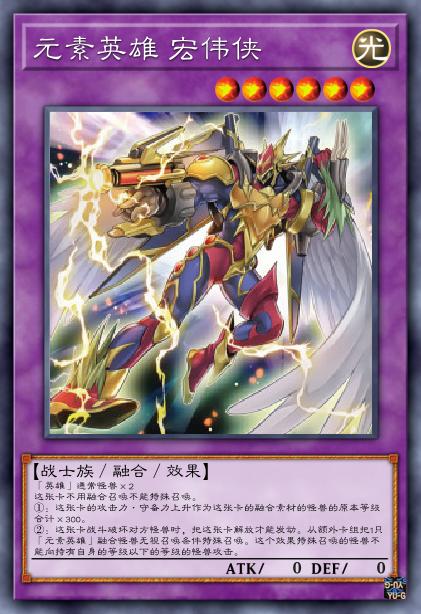 元素英雄 宏伟侠
光
【战士族／融合／效果】
「英雄」通常怪兽×2
这张卡不用融合召唤不能特殊召唤。
①：这张卡的攻击力·守备力上升作为这张卡的融合素材的怪兽的原本等级
合计×300。
②：这张卡战斗破坏对方怪兽时，把这张卡解放才能发动。从额外卡组把1只
「元素英雄」融合怪兽无视召唤条件特殊召唤。这个效果特殊召唤的怪兽不
能向持有自身的等级以下的等级的怪兽攻击。
ATK/ 0 DEF/ 0